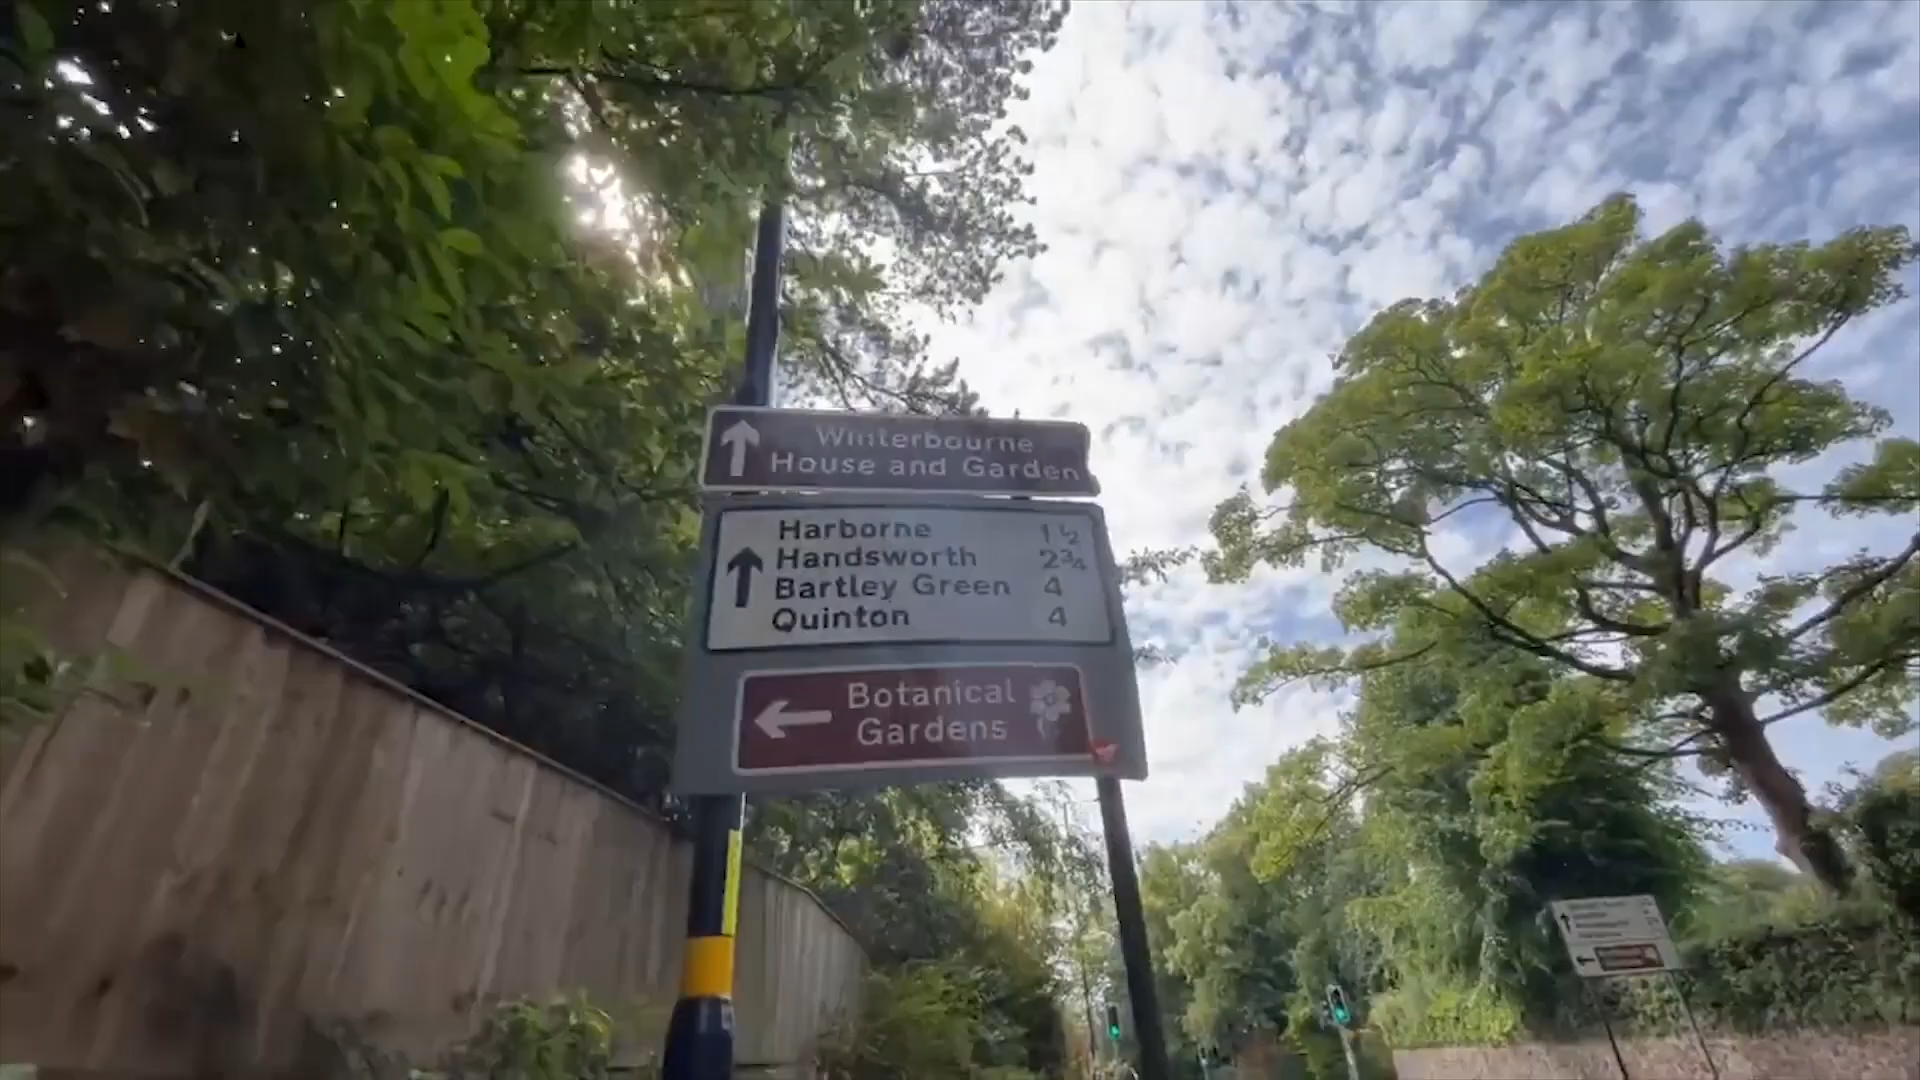 Winterbourne
House and Garden
Harborne 1½
Handsworth 2¾
Bartley Green 4
Quinton 4
Botanical
Gardens